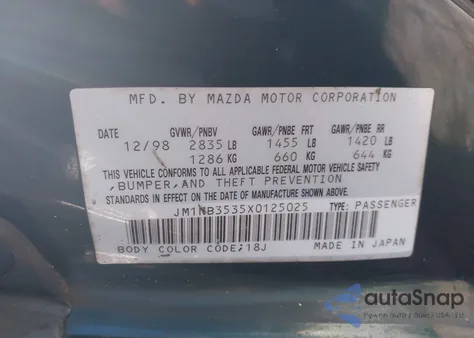 MFD. BY MAZDA MOTOR CORPORATION
DATE GVWR/PNBV GAWR/PNBE FRT GAWR/PNBE RR
12/98 2835 LB 1455 LB 1420 LB
1286 KG 660 KG 644 KG
THIS VEHICLE CONFORMS TO ALL APPLICABLE FEDERAL MOTOR VEHICLE SAFETY
,BUMPER,AND THEFT PREVENTION
STANDARDS IN EFFECT ON THE DATE OF MANUFACTURE SHOWN ABOVE.
JM1NB3535X0125025 TYPE: PASSENGER
BODY COLOR CODE:18J MADE IN JAPAN
autoSnap